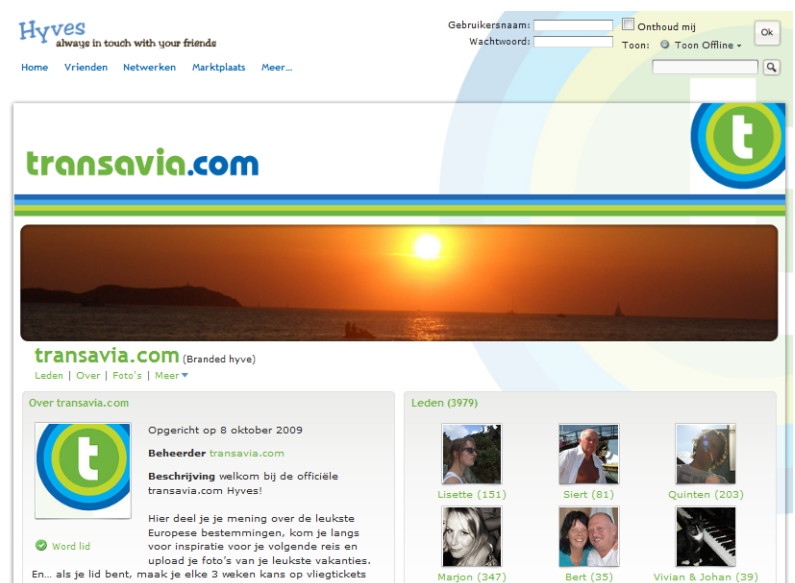 Hyves
always in touch with your friends
Gebruikersnaam:
Onthoud mij
Ok
Wachtwoord:
Toon: Toon Offline
Home Vrienden Netwerken Marktplaats Meer...
transavia.com
t
transavia.com (Branded hyve)
Leden | Over | Foto's | Meer
Over transavia.com
t
Opgericht op 8 oktober 2009
Beheerder transavia.com
Beschrijving welkom bij de officiële
transavia.com Hyves!
Hier deel je je mening over de leukste
Europese bestemmingen, kom je langs
voor inspiratie voor je volgende reis en
upload je foto's van je leukste vakanties.
Word lid
En... als je lid bent, maak je elke 3 weken kans op vliegtickets
Leden (3979)
Lisette (151) Siert (81) Quinten (203)
Marjon (347) Bert (35) Vivian & Johan (39)